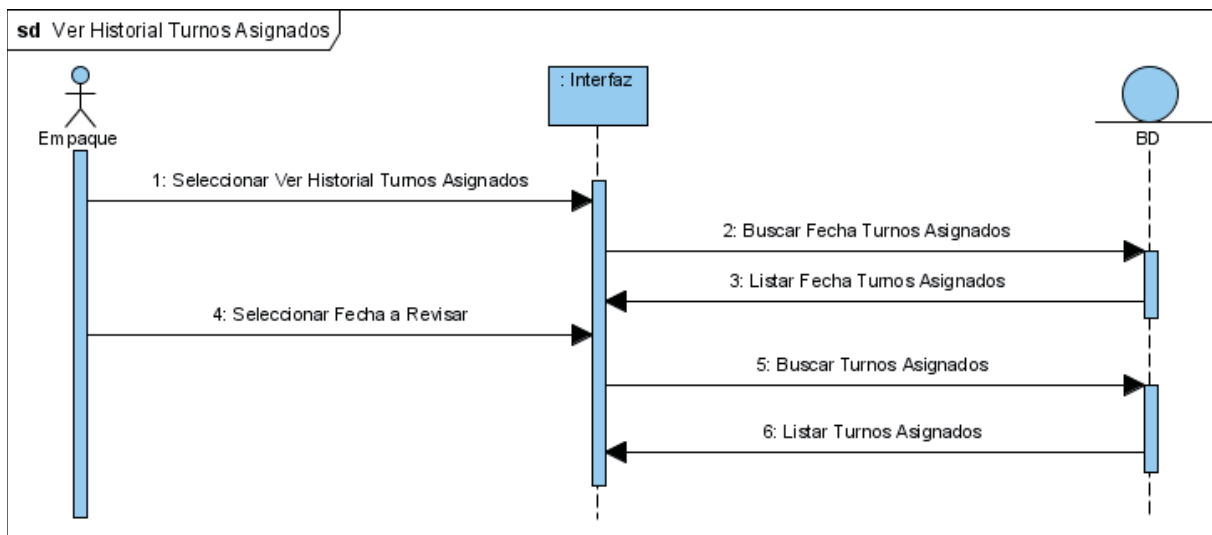 sd Ver Historial Turnos Asignados
: Interfaz
Empaque
BD
1: Seleccionar Ver Historial Turnos Asignados
2: Buscar Fecha Turnos Asignados
3: Listar Fecha Turnos Asignados
4: Seleccionar Fecha a Revisar
5: Buscar Turnos Asignados
6: Listar Turnos Asignados